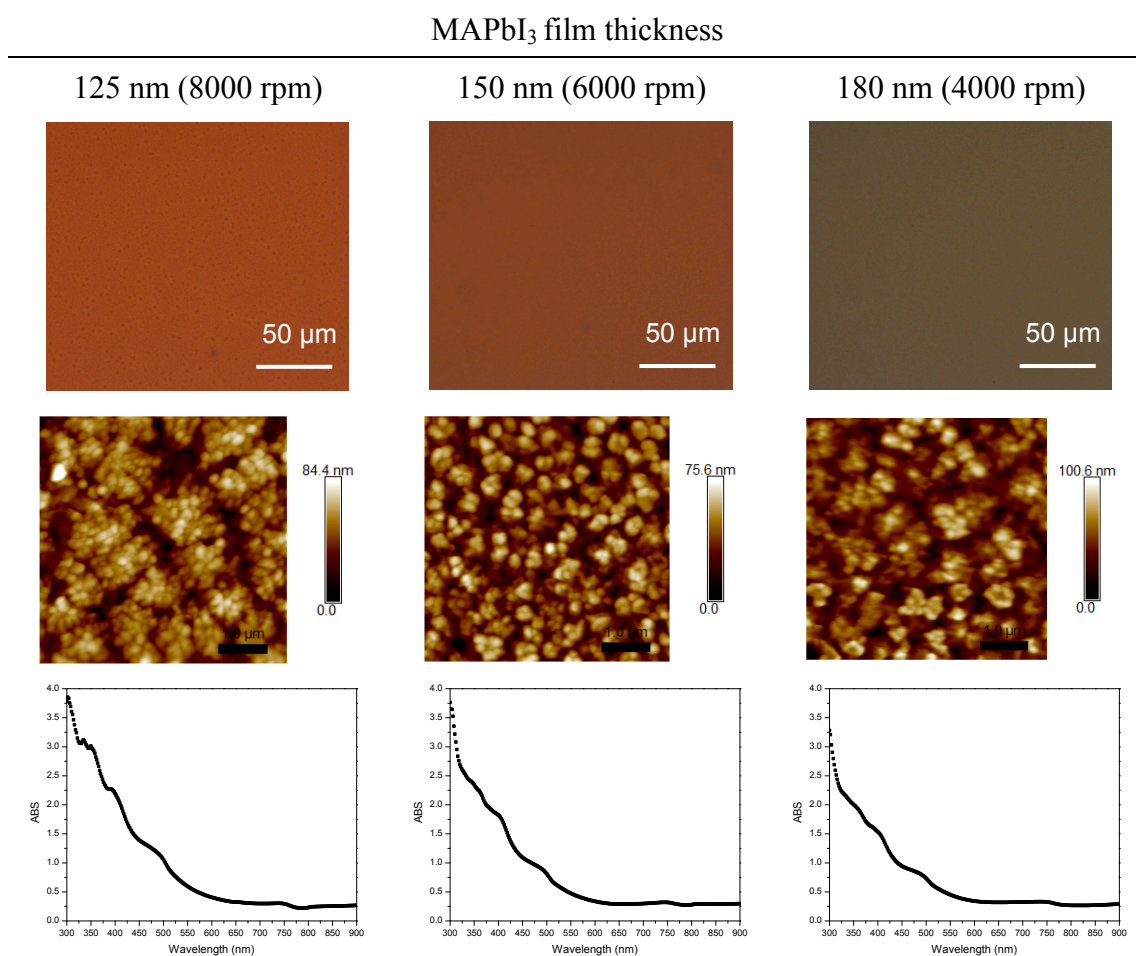 MAPbI₃ film thickness
125 nm (8000 rpm) 150 nm (6000 rpm) 180 nm (4000 rpm)
50 µm 50 µm 50 µm
84.4 nm 75.6 nm 100.6 nm
0.0 0.0 0.0
1.0 µm 1.0 µm 1.0 µm
4.0 4.0 4.0
3.5 3.5 3.5
3.0 3.0 3.0
2.5 2.5 2.5
ABS 2.0 ABS 2.0 ABS 2.0
1.5 1.5 1.5
1.0 1.0 1.0
0.5 0.5 0.5
0.0 0.0 0.0
300 350 400 450 500 550 600 650 700 750 800 850 900 300 350 400 450 500 550 600 650 700 750 800 850 900 300 350 400 450 500 550 600 650 700 750 800 850 900
Wavelength (nm) Wavelength (nm) Wavelength (nm)